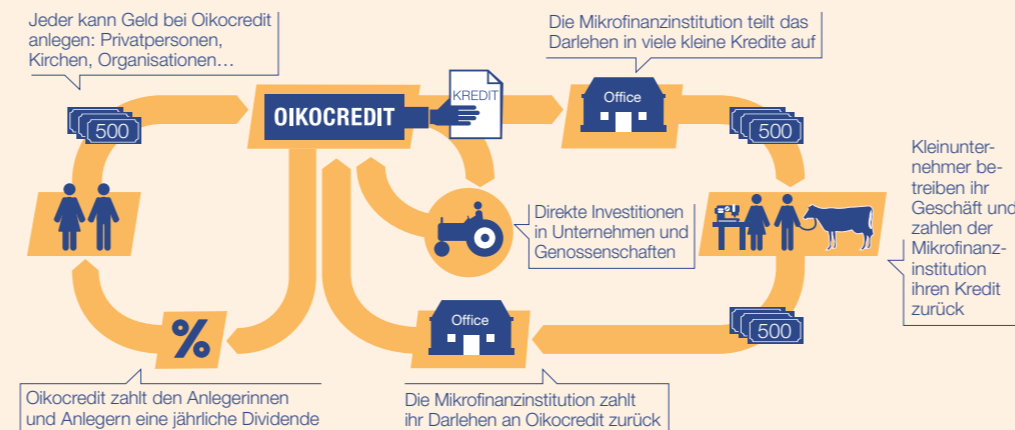 Jeder kann Geld bei Oikocredit
anlegen: Privatpersonen,
Kirchen, Organisationen…
500
OIKOCREDIT
KREDIT
Die Mikrofinanzinstitution teilt das
Darlehen in viele kleine Kredite auf
Office
500
Kleinunter-
nehmer be-
treiben ihr
Geschäft und
zahlen der
Mikrofinanz-
institution
ihren Kredit
zurück
Direkte Investitionen
in Unternehmen und
Genossenschaften
500
Office
Die Mikrofinanzinstitution zahlt
ihr Darlehen an Oikocredit zurück
%
Oikocredit zahlt den Anlegerinnen
und Anlegern eine jährliche Dividende